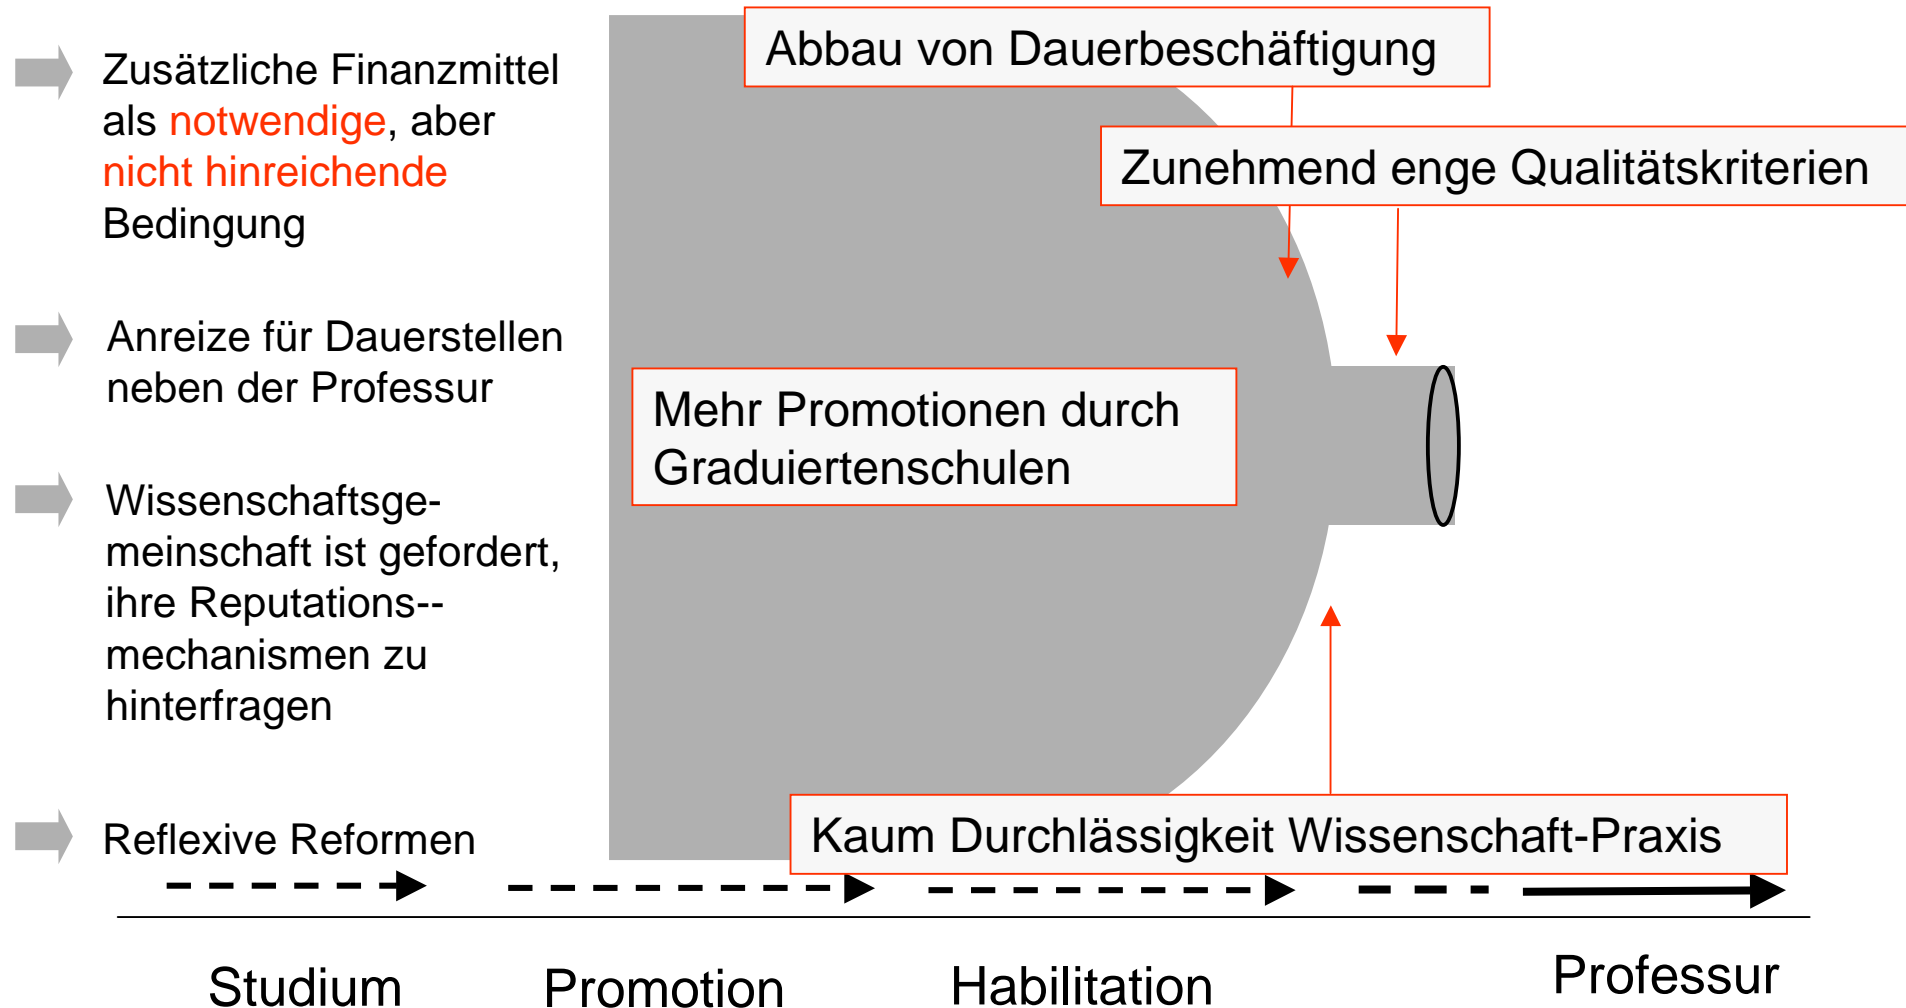 Zusätzliche Finanzmittel
als notwendige, aber
nicht hinreichende
Bedingung
Anreize für Dauerstellen
neben der Professur
Wissenschaftsge-
meinschaft ist gefordert,
ihre Reputations--
mechanismen zu
hinterfragen
Reflexive Reformen
Abbau von Dauerbeschäftigung
Zunehmend enge Qualitätskriterien
Mehr Promotionen durch
Graduiertenschulen
Kaum Durchlässigkeit Wissenschaft-Praxis
Studium
Promotion
Habilitation
Professur